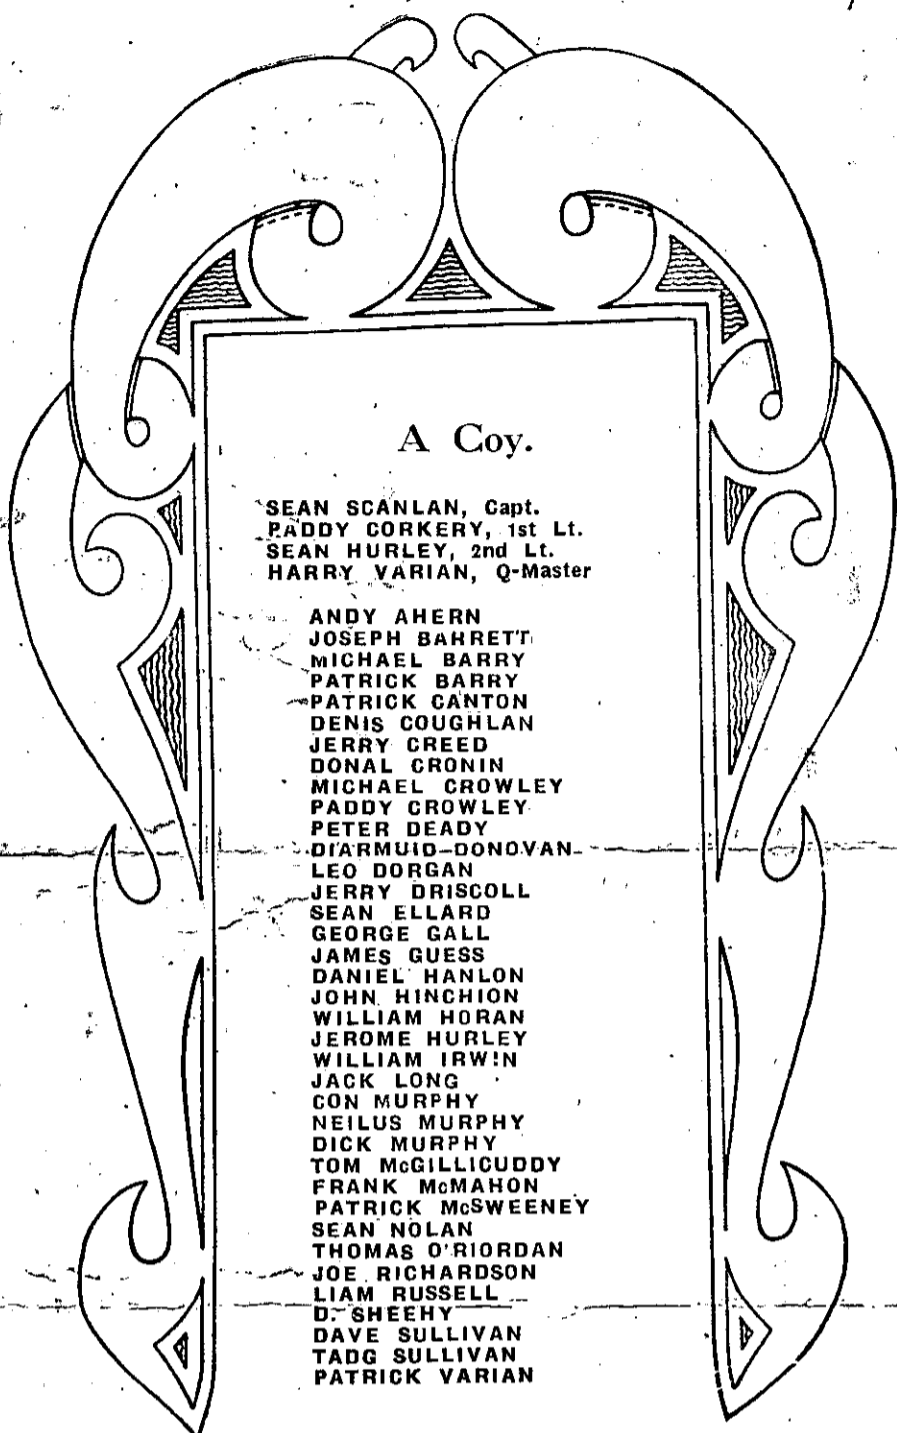 A Coy.
SEAN SCANLAN, Capt.
PADDY CORKERY, 1st Lt.
SEAN HURLEY, 2nd Lt.
HARRY VARIAN, Q-Master
ANDY AHERN
JOSEPH BARRETT
MICHAEL BARRY
PATRICK BARRY
PATRICK CANTON
DENIS COUGHLAN
JERRY CREED
DONAL CRONIN
MICHAEL CROWLEY
PADDY CROWLEY
PETER DEADY
DIARMUID DONOVAN
LEO DORGAN
JERRY DRISCOLL
SEAN ELLARD
GEORGE GALL
JAMES GUESS
DANIEL HANLON
JOHN HINCHION
WILLIAM HORAN
JEROME HURLEY
WILLIAM IRWIN
JACK LONG
CON MURPHY
NEILUS MURPHY
DICK MURPHY
TOM McGILLICUDDY
FRANK McMAHON
PATRICK McSWEENEY
SEAN NOLAN
THOMAS O'RIORDAN
JOE RICHARDSON
LIAM RUSSELL
D. SHEEHY
DAVE SULLIVAN
TADG SULLIVAN
PATRICK VARIAN